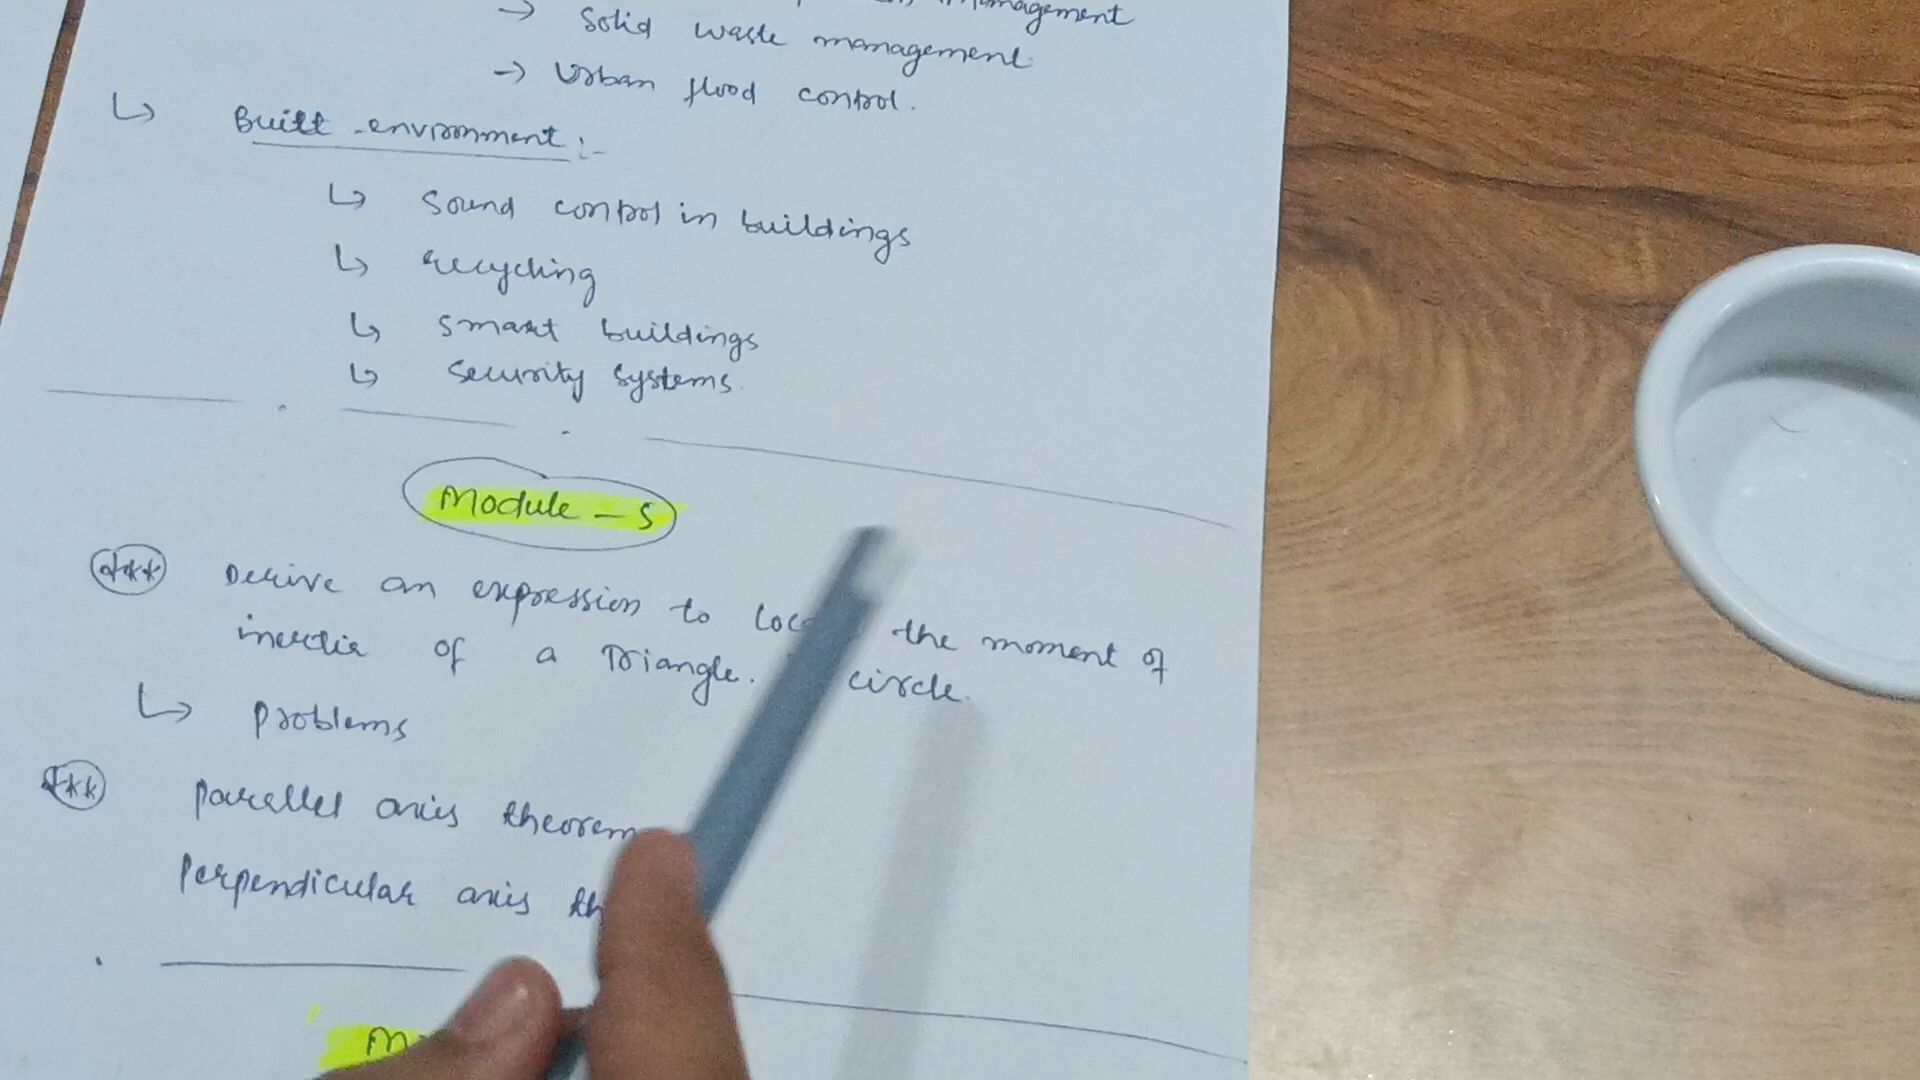 → Solid waste management
→ Urban flood control.
↳ Built environment :-
↳ Sound control in buildings
↳ recycling
↳ smart buildings
↳ security systems.
Module - 5
*** Derive an expression to the moment of
inertia of a Triangle. circle.
↳ problems
*** parallel axis theorem
Perpendicular axis